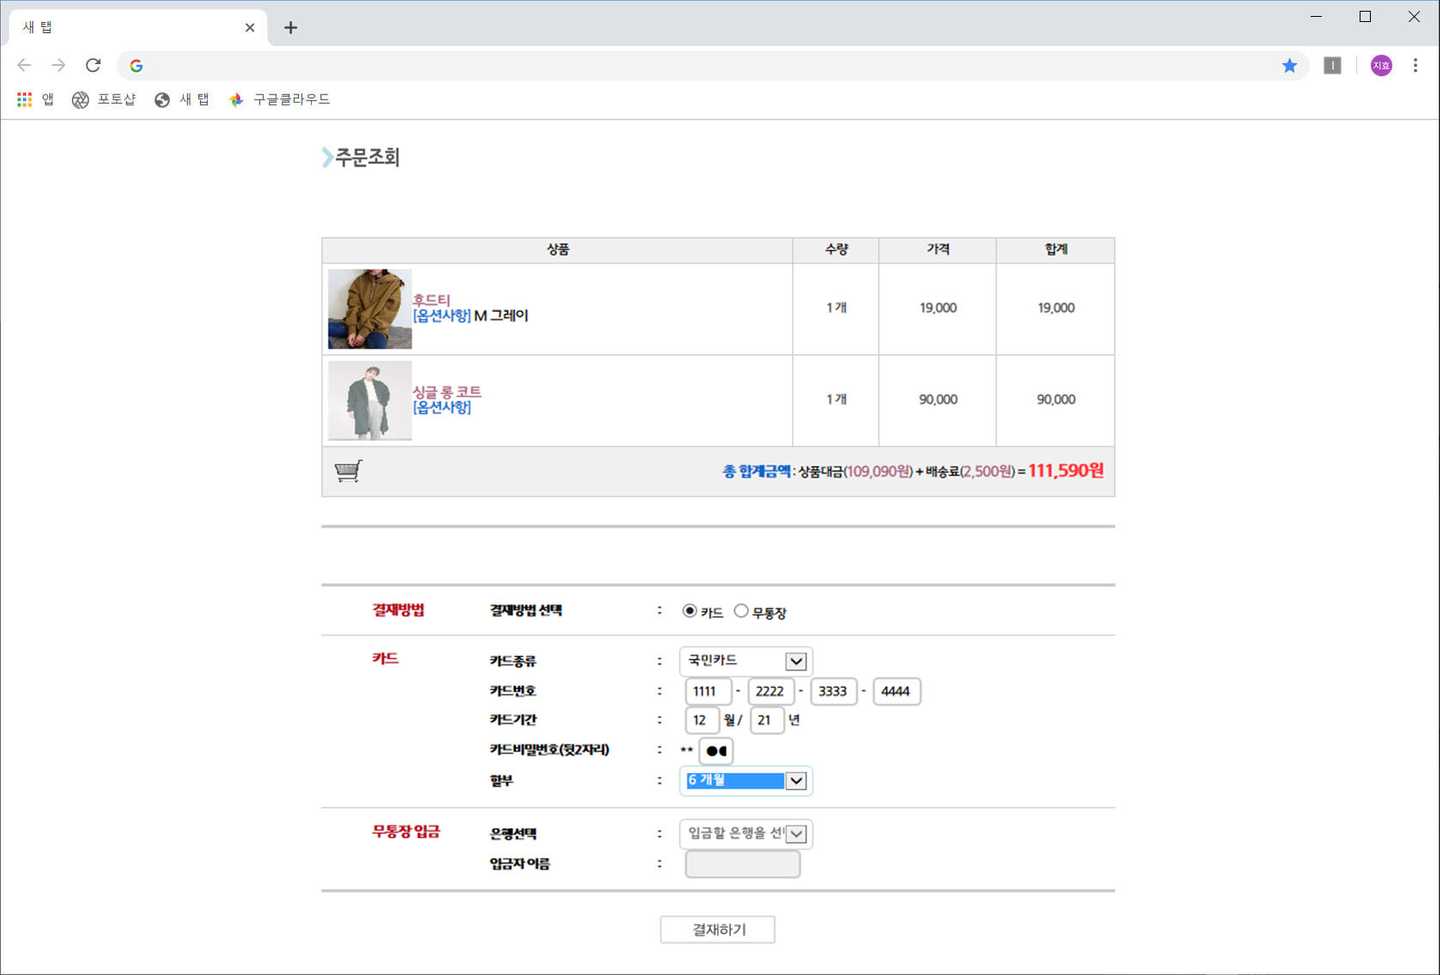 새 탭
지효
앱 포토샵 새 탭 구글클라우드
주문조회
상품 수량 가격 합계
후드티
[옵션사항] M 그레이
1 개 19,000 19,000
싱글 롱 코트
[옵션사항]
1 개 90,000 90,000
총 합계금액 : 상품대금(109,090원) + 배송료(2,500원) = 111,590원
결재방법 결재방법 선택 : 카드 무통장
카드 카드종류 : 국민카드
카드번호 : 1111 - 2222 - 3333 - 4444
카드기간 : 12 월 / 21 년
카드비밀번호(뒷2자리) : **
할부 : 6 개월
무통장 입금 은행선택 : 입금할 은행을
입금자 이름 :
결재하기